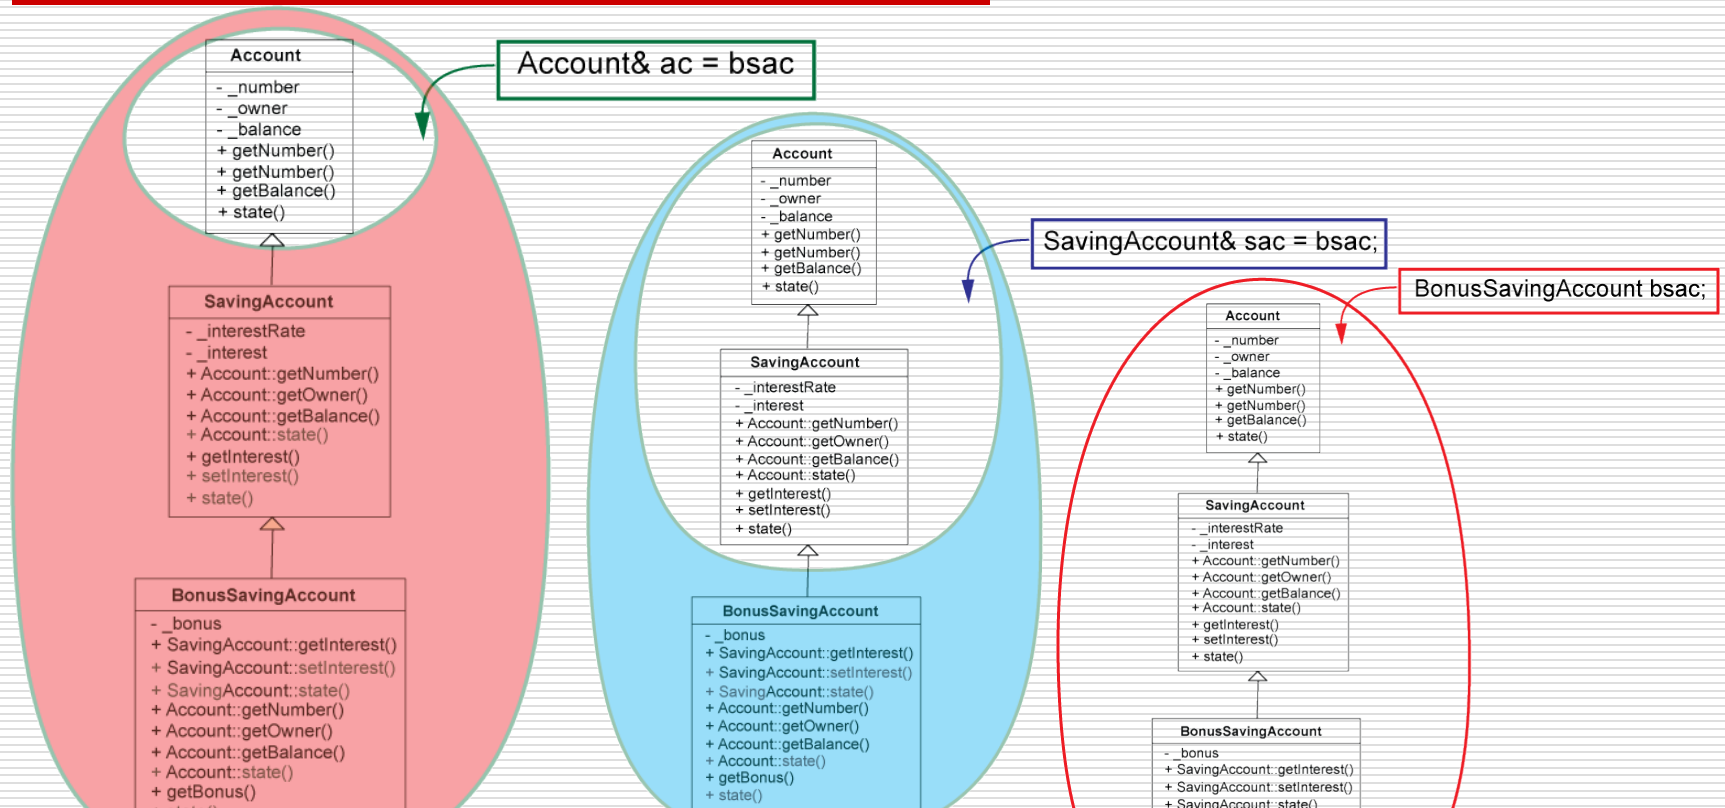 Account
- _number
- _owner
- _balance
+ getNumber()
+ getNumber()
+ getBalance()
+ state()
SavingAccount
- _interestRate
- _interest
+ Account::getNumber()
+ Account::getOwner()
+ Account::getBalance()
+ Account::state()
+ getInterest()
+ setInterest()
+ state()
BonusSavingAccount
- _bonus
+ SavingAccount::getInterest()
+ SavingAccount::setInterest()
+ SavingAccount::state()
+ Account::getNumber()
+ Account::getOwner()
+ Account::getBalance()
+ Account::state()
+ getBonus()
Account& ac = bsac
Account
- _number
- _owner
- _balance
+ getNumber()
+ getNumber()
+ getBalance()
+ state()
SavingAccount
- _interestRate
- _interest
+ Account::getNumber()
+ Account::getOwner()
+ Account::getBalance()
+ Account::state()
+ getInterest()
+ setInterest()
+ state()
BonusSavingAccount
- _bonus
+ SavingAccount::getInterest()
+ SavingAccount::setInterest()
+ SavingAccount::state()
+ Account::getNumber()
+ Account::getOwner()
+ Account::getBalance()
+ Account::state()
+ getBonus()
+ state()
SavingAccount& sac = bsac;
BonusSavingAccount bsac;
Account
- _number
- _owner
- _balance
+ getNumber()
+ getNumber()
+ getBalance()
+ state()
SavingAccount
- _interestRate
- _interest
+ Account::getNumber()
+ Account::getOwner()
+ Account::getBalance()
+ Account::state()
+ getInterest()
+ setInterest()
+ state()
BonusSavingAccount
- _bonus
+ SavingAccount::getInterest()
+ SavingAccount::setInterest()
+ SavingAccount::state()